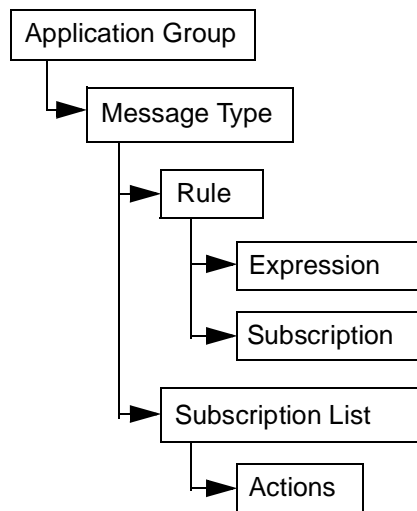 Application Group
Message Type
Rule
Expression
Subscription
Subscription List
Actions